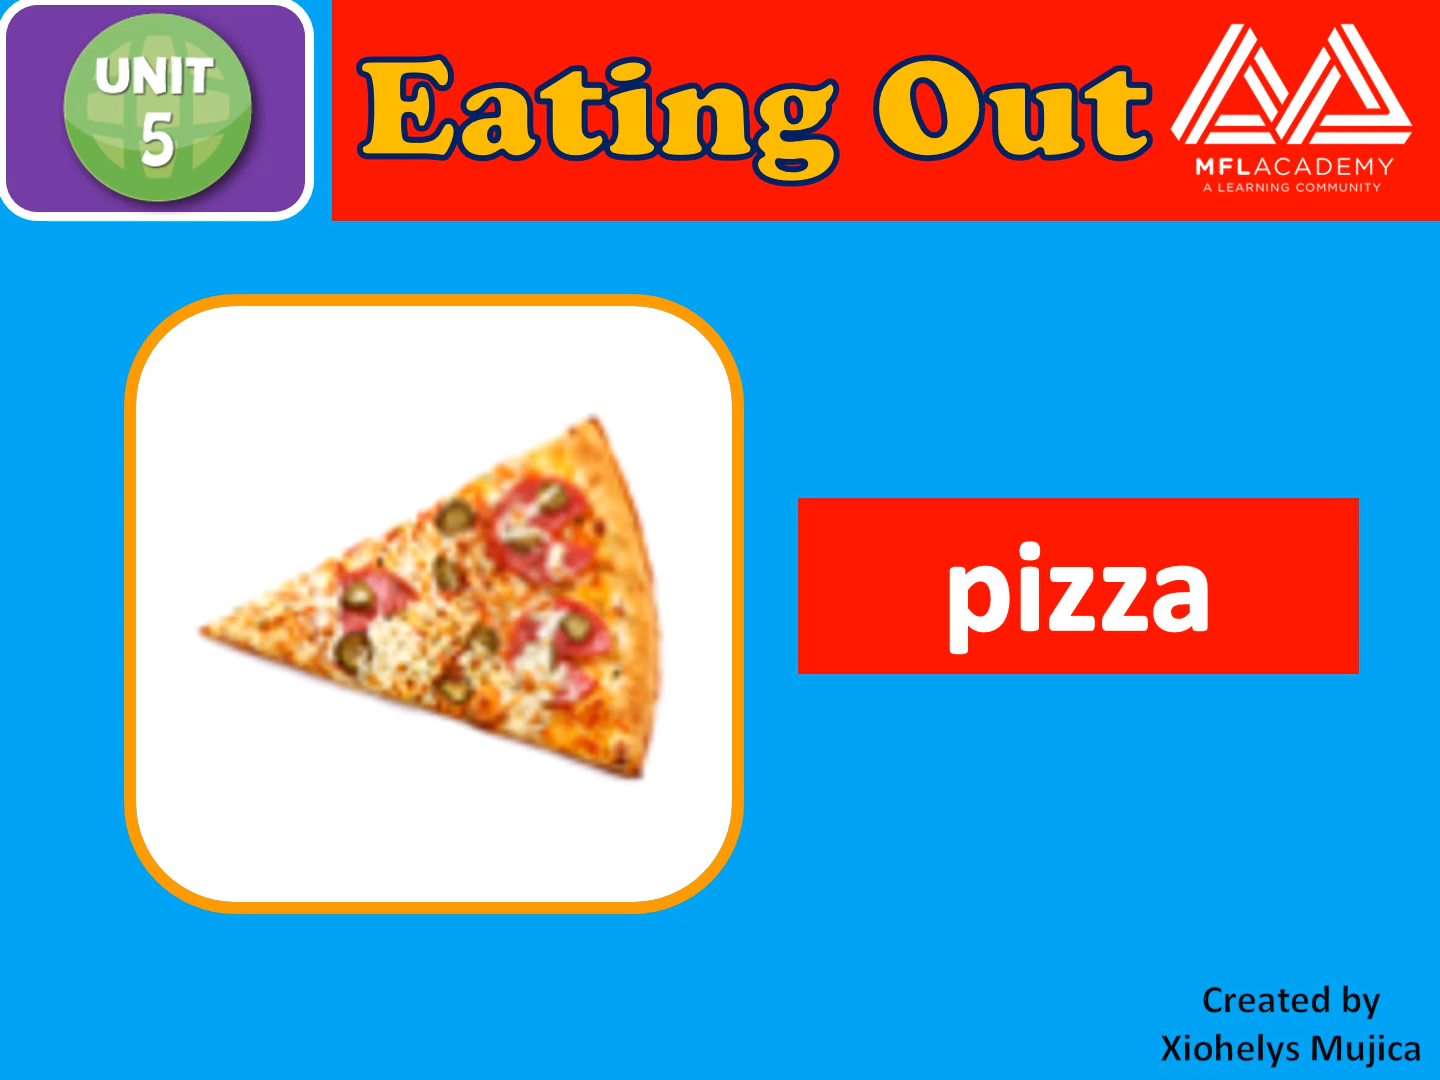 UNIT
5
Eating Out
MFLACADEMY
A LEARNING COMMUNITY
pizza
Created by
Xiohelys Mujica